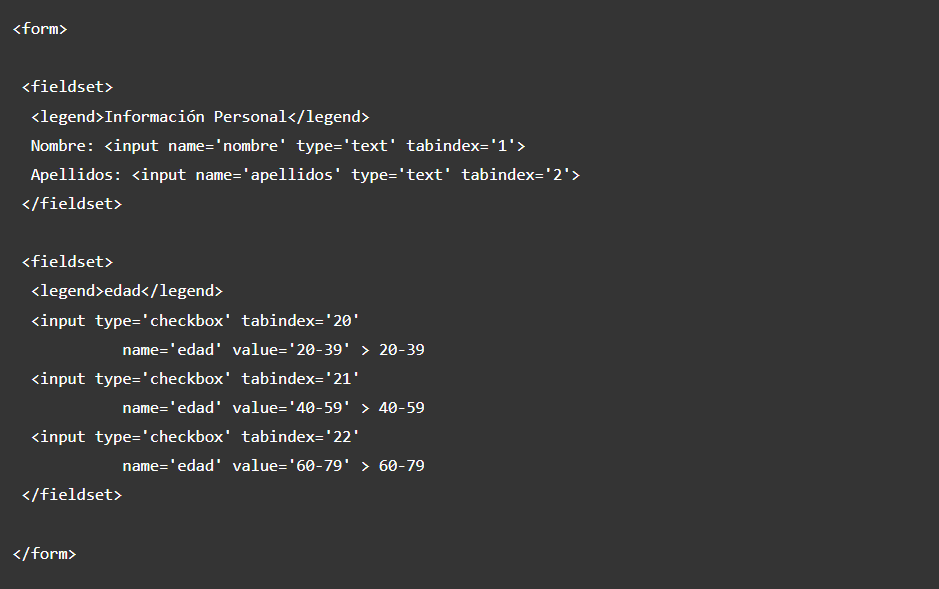 <form>
<fieldset>
<legend>Información Personal</legend>
Nombre: <input name='nombre' type='text' tabindex='1'>
Apellidos: <input name='apellidos' type='text' tabindex='2'>
</fieldset>
<fieldset>
<legend>edad</legend>
<input type='checkbox' tabindex='20'
name='edad' value='20-39' > 20-39
<input type='checkbox' tabindex='21'
name='edad' value='40-59' > 40-59
<input type='checkbox' tabindex='22'
name='edad' value='60-79' > 60-79
</fieldset>
</form>